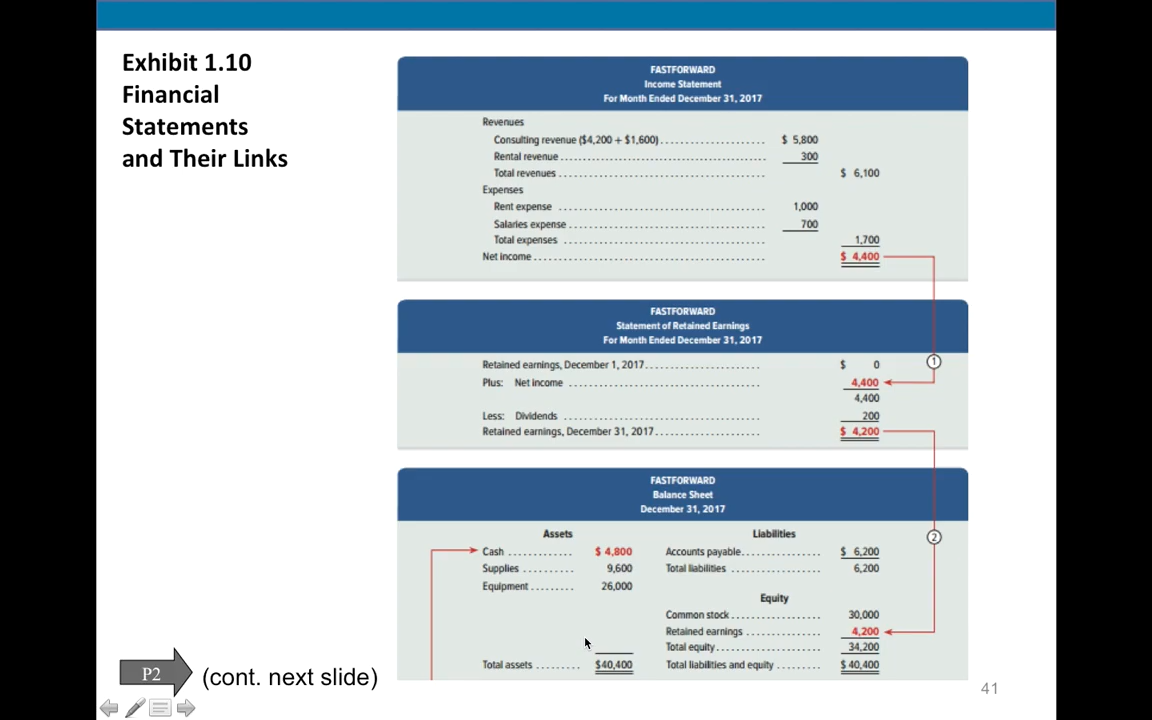 Exhibit 1.10
Financial
Statements
and Their Links
FASTFORWARD
Income Statement
For Month Ended December 31, 2017
Revenues
Consulting revenue ($4,200 + $1,600) $ 5,800
Rental revenue 300
Total revenues $ 6,100
Expenses
Rent expense 1,000
Salaries expense 700
Total expenses 1,700
Net income $ 4,400
FASTFORWARD
Statement of Retained Earnings
For Month Ended December 31, 2017
Retained earnings, December 1, 2017 $ 0
1
Plus: Net income 4,400
4,400
Less: Dividends 200
Retained earnings, December 31, 2017 $ 4,200
FASTFORWARD
Balance Sheet
December 31, 2017
Assets Liabilities
2
Cash $ 4,800 Accounts payable $ 6,200
Supplies 9,600 Total liabilities 6,200
Equipment 26,000
Equity
Common stock 30,000
Retained earnings 4,200
Total equity 34,200
Total assets $40,400 Total liabilities and equity $ 40,400
P2
(cont. next slide)
41